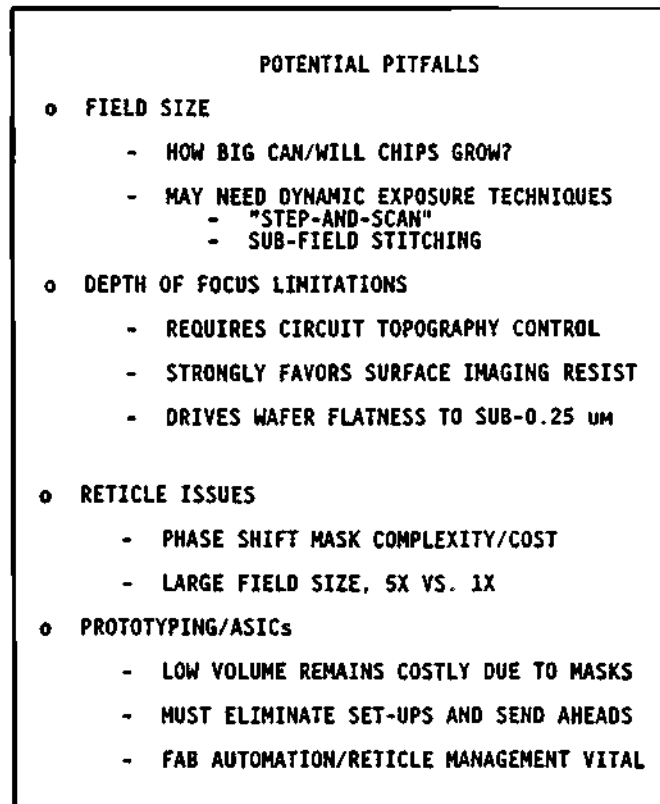 POTENTIAL PITFALLS
o FIELD SIZE
- HOW BIG CAN/WILL CHIPS GROW?
- MAY NEED DYNAMIC EXPOSURE TECHNIQUES
- "STEP-AND-SCAN"
- SUB-FIELD STITCHING
o DEPTH OF FOCUS LIMITATIONS
- REQUIRES CIRCUIT TOPOGRAPHY CONTROL
- STRONGLY FAVORS SURFACE IMAGING RESIST
- DRIVES WAFER FLATNESS TO SUB-0.25 UM
o RETICLE ISSUES
- PHASE SHIFT MASK COMPLEXITY/COST
- LARGE FIELD SIZE, 5X VS. 1X
o PROTOTYPING/ASICs
- LOW VOLUME REMAINS COSTLY DUE TO MASKS
- MUST ELIMINATE SET-UPS AND SEND AHEADS
- FAB AUTOMATION/RETICLE MANAGEMENT VITAL